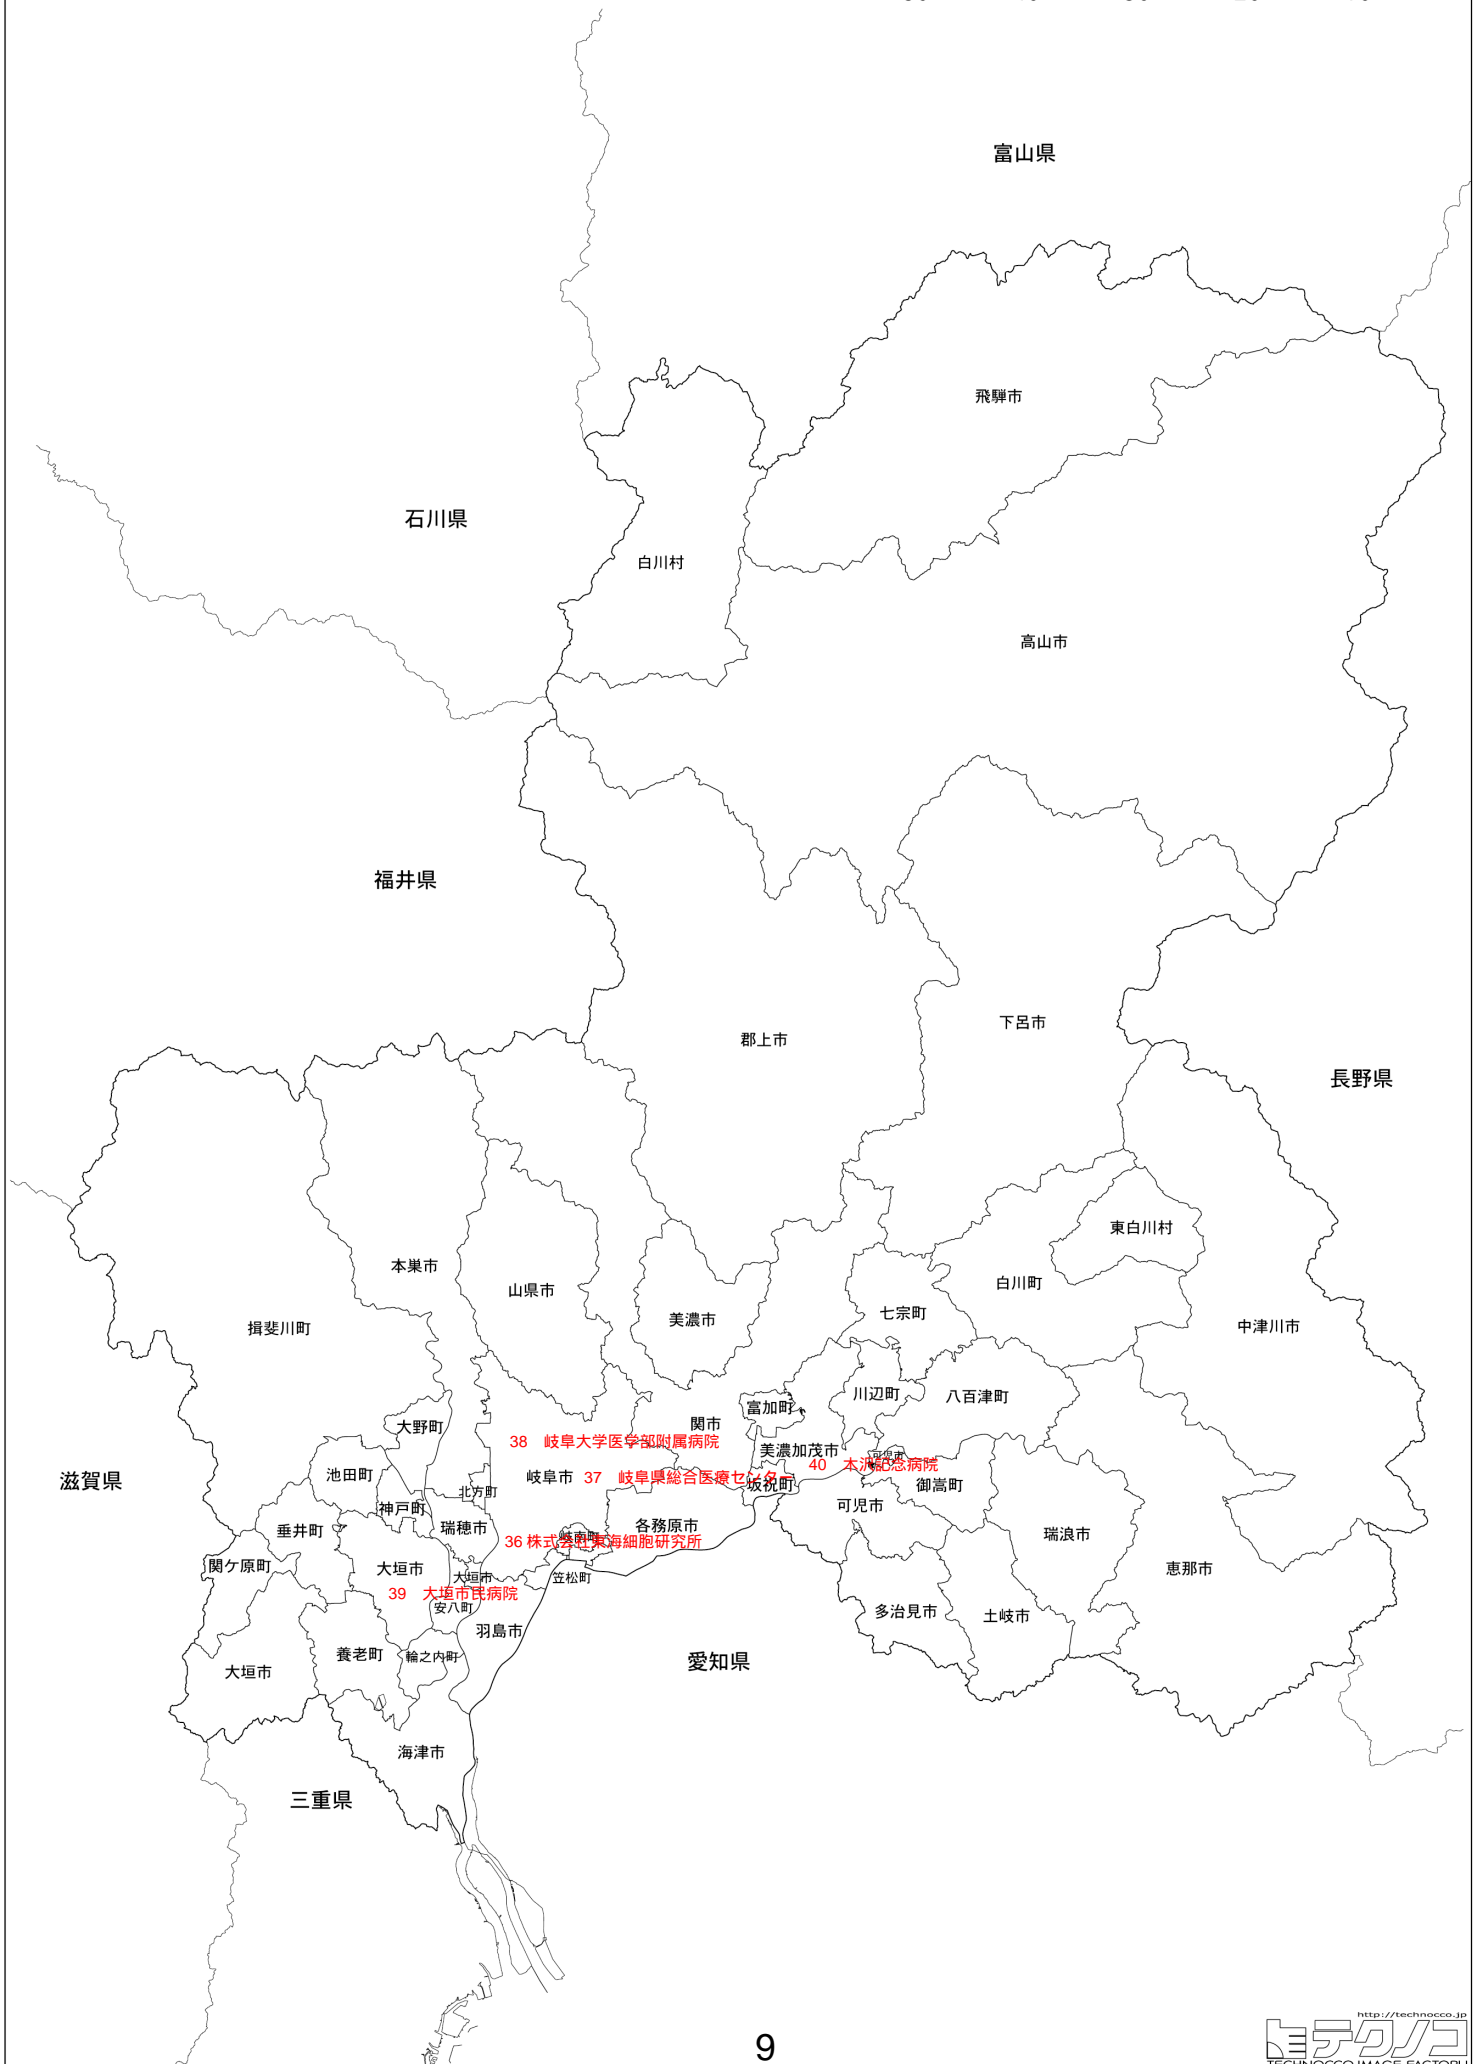 富山県
飛騨市
石川県
白川村
高山市
福井県
郡上市
下呂市
長野県
東白川村
本巣市
白川町
山県市
七宗町
美濃市
揖斐川町
中津川市
川辺町
八百津町
富加町
大野町
関市
38 岐阜大学医学部附属病院
美濃加茂市
可児市
40 本
記念病院
池田町
滋賀県
岐阜市
37 岐阜県総合医療センター
坂祝町
御嵩町
北方町
神戸町
可児市
瑞穂市
各務原市
垂井町
瑞浪市
36 株式会社東海細胞研究所
岐南町
関ケ原町
大垣市
大垣市
笠松町
恵那市
39 大垣市民病院
安八町
多治見市
土岐市
羽島市
養老町
輪之内町
愛知県
大垣市
海津市
三重県
http://technocco.jp
テクノコ
TECHNOCCO IMAGE FACTORY
9